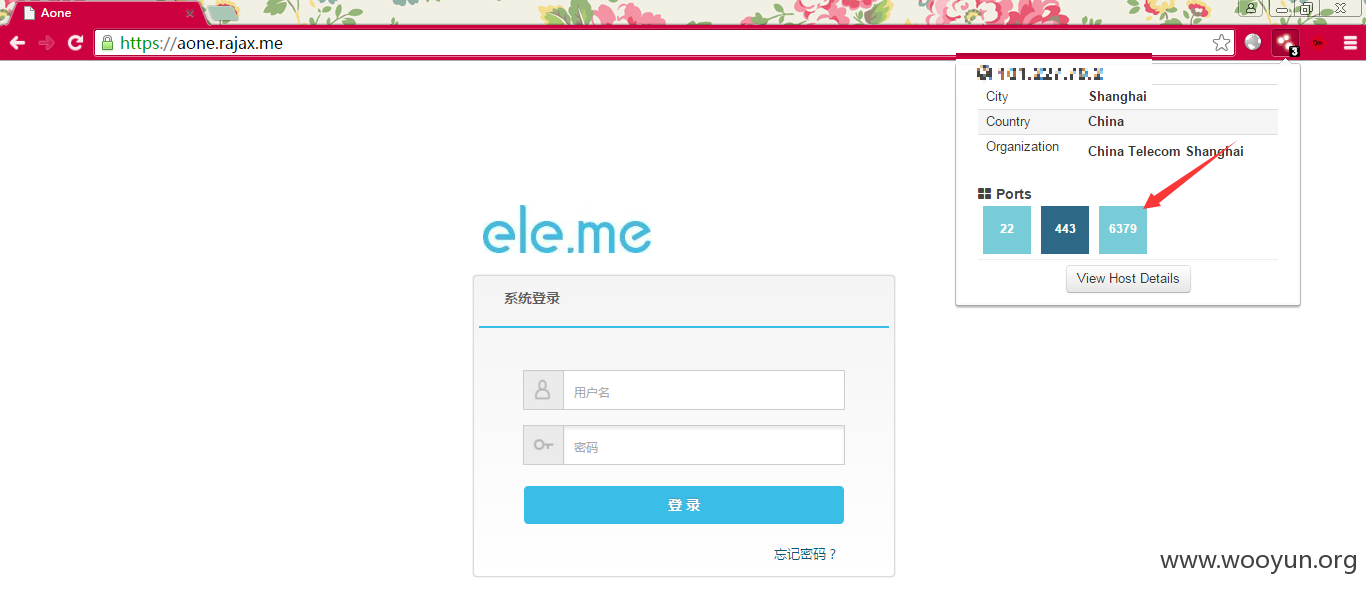 Aone
https://aone.rajax.me
3
City Shanghai
Country China
Organization China Telecom Shanghai
Ports
22 443 6379
View Host Details
ele.me
系统登录
用户名
密码
登 录
忘记密码？
www.wooyun.org